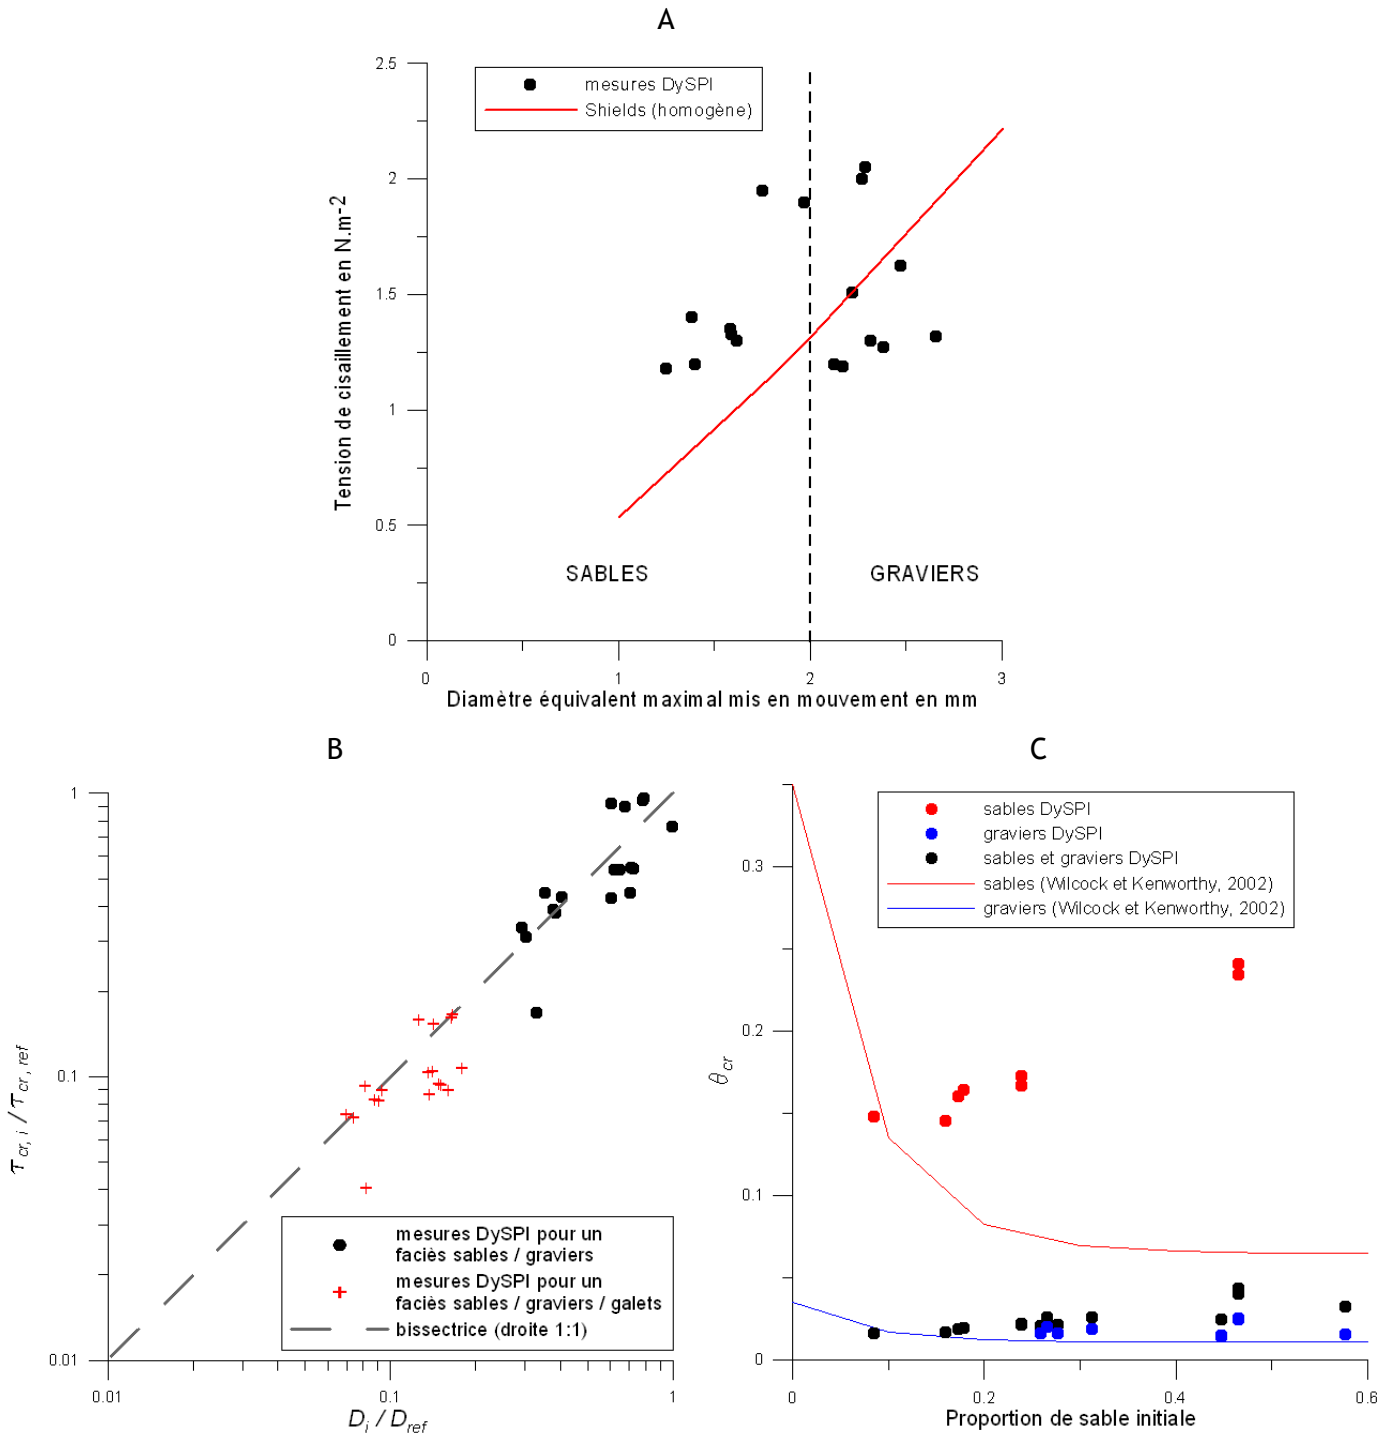 A
2.5
mesures DySPI
Shields (homogène)
2
1.5
1
0.5
0
Tension de cisaillement en N.m-2
SABLES
GRAVIERS
0
1
2
3
Diamètre équivalent maximal mis en mouvement en mm
B
1
0.1
0.01
τcr, i / τcr, ref
mesures DySPI pour un
faciès sables / graviers
mesures DySPI pour un
faciès sables / graviers / galets
bissectrice (droite 1:1)
0.01
0.1
1
Di / Dref
C
sables DySPI
graviers DySPI
sables et graviers DySPI
sables (Wilcock et Kenworthy, 2002)
graviers (Wilcock et Kenworthy, 2002)
0.3
0.2
0.1
0
θcr
0
0.2
0.4
0.6
Proportion de sable initiale